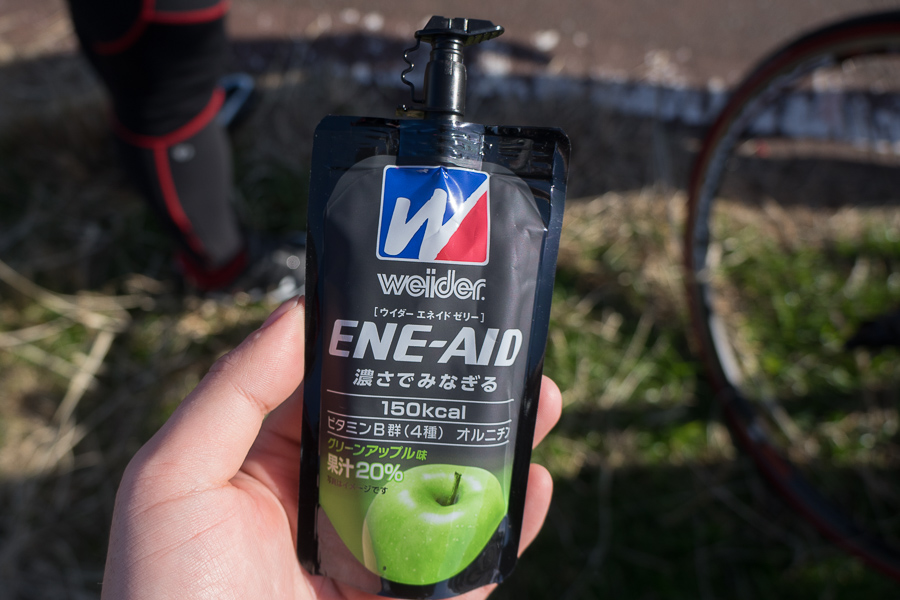 W
weider
[ウイダー エネイド ゼリー]
ENE-AID
濃さでみなぎる
150kcal
ビタミンB群(4種) オルニチン
グリーンアップル味
果汁20%